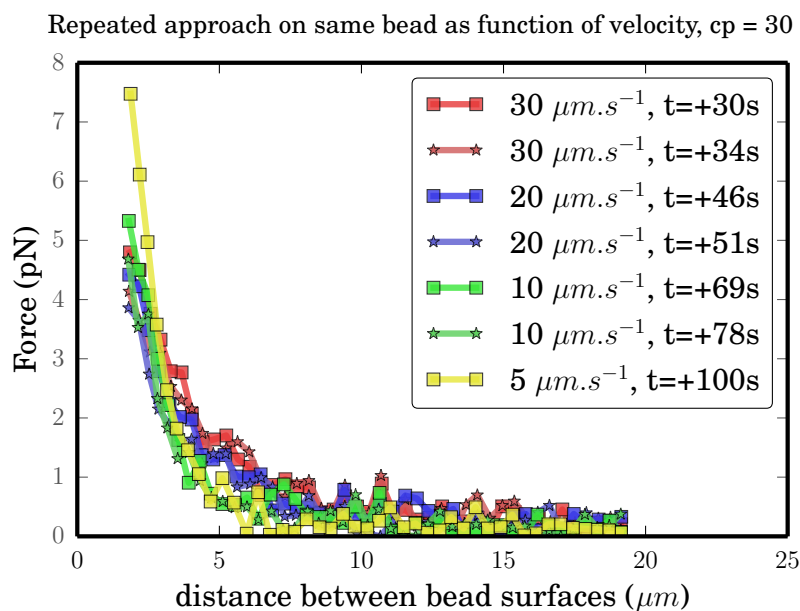 Repeated approach on same bead as function of velocity, cp = 30
8
7
6
5
4
3
2
1
0
Force (pN)
30 μm.s⁻¹, t=+30s
30 μm.s⁻¹, t=+34s
20 μm.s⁻¹, t=+46s
20 μm.s⁻¹, t=+51s
10 μm.s⁻¹, t=+69s
10 μm.s⁻¹, t=+78s
5 μm.s⁻¹, t=+100s
0 5 10 15 20 25
distance between bead surfaces (μm)